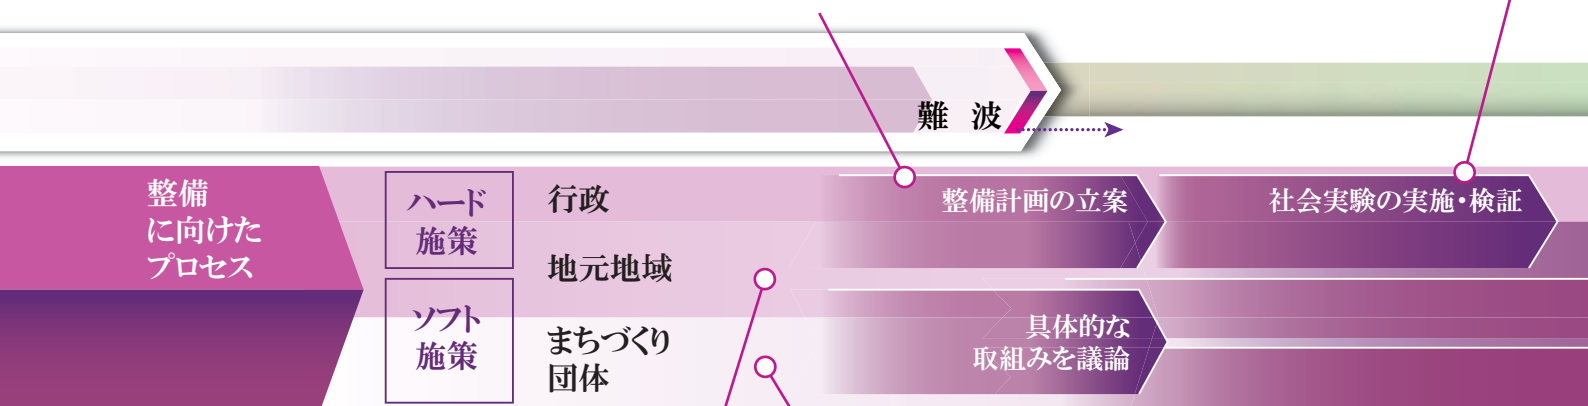 難 波
整備
に向けた
プロセス
ハード
施策
ソフト
施策
行政
地元地域
まちづくり
団体
整備計画の立案
社会実験の実施・検証
具体的な
取組みを議論